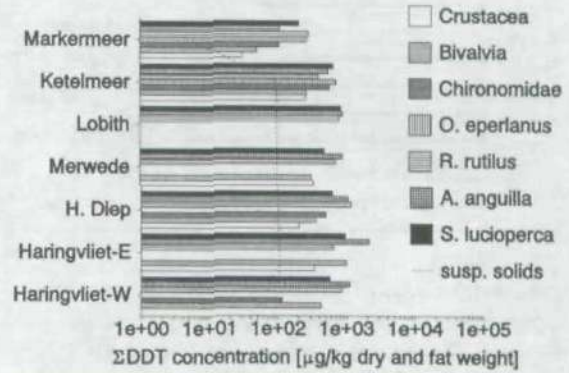 Markermeer
Ketelmeer
Lobith
Merwede
H. Diep
Haringvliet-E
Haringvliet-W
1e+00 1e+01 1e+02 1e+03 1e+04 1e+05
ΣDDT concentration [μg/kg dry and fat weight]
Crustacea
Bivalvia
Chironomidae
O. eperlanus
R. rutilus
A. anguilla
S. lucioperca
susp. solids